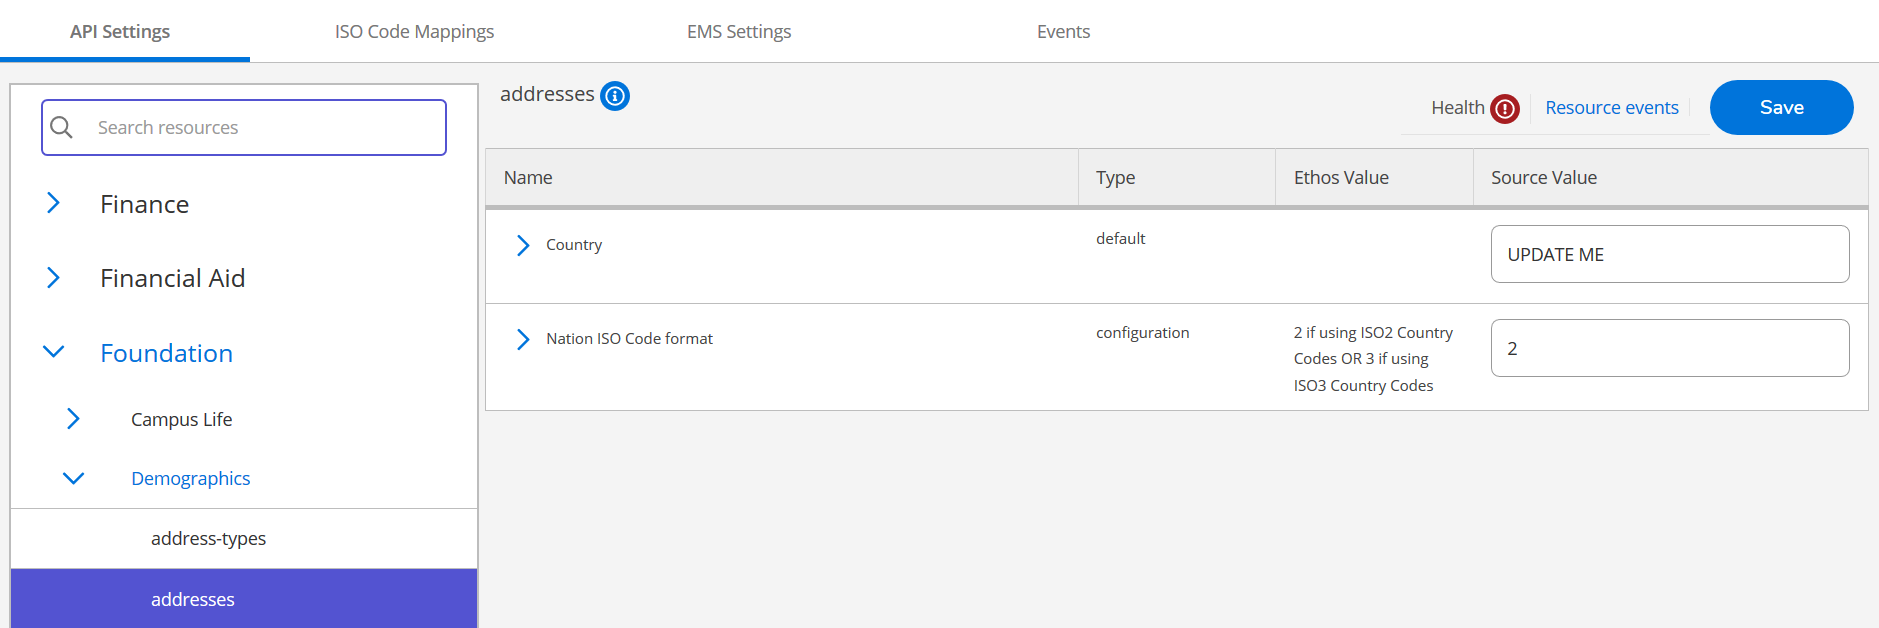 API Settings
ISO Code Mappings
EMS Settings
Events
Search resources
Finance
Financial Aid
Foundation
Campus Life
Demographics
address-types
addresses
addresses
Health
Resource events
Save
Name
Type
Ethos Value
Source Value
Country
default
UPDATE ME
Nation ISO Code format
configuration
2 if using ISO2 Country
Codes OR 3 if using
ISO3 Country Codes
2